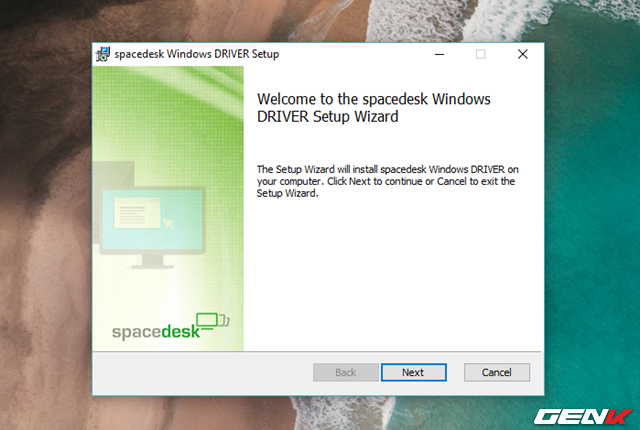 spacedesk Windows DRIVER Setup
Welcome to the spacedesk Windows
DRIVER Setup Wizard
The Setup Wizard will install spacedesk Windows DRIVER on
your computer. Click Next to continue or Cancel to exit the
Setup Wizard.
spacedesk
Back
Next
Cancel
GENK